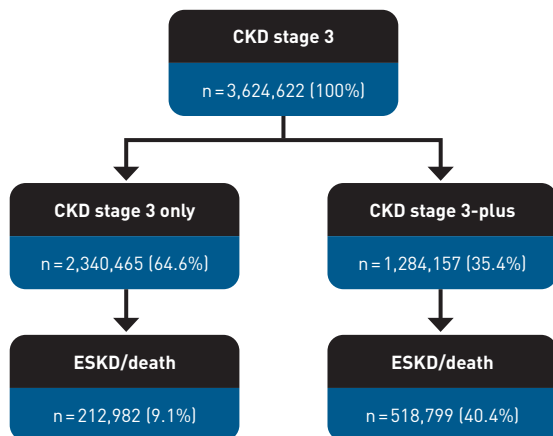 CKD stage 3
n = 3,624,622 (100%)
CKD stage 3 only
n = 2,340,465 (64.6%)
CKD stage 3-plus
n = 1,284,157 (35.4%)
ESKD/death
n = 212,982 (9.1%)
ESKD/death
n = 518,799 (40.4%)